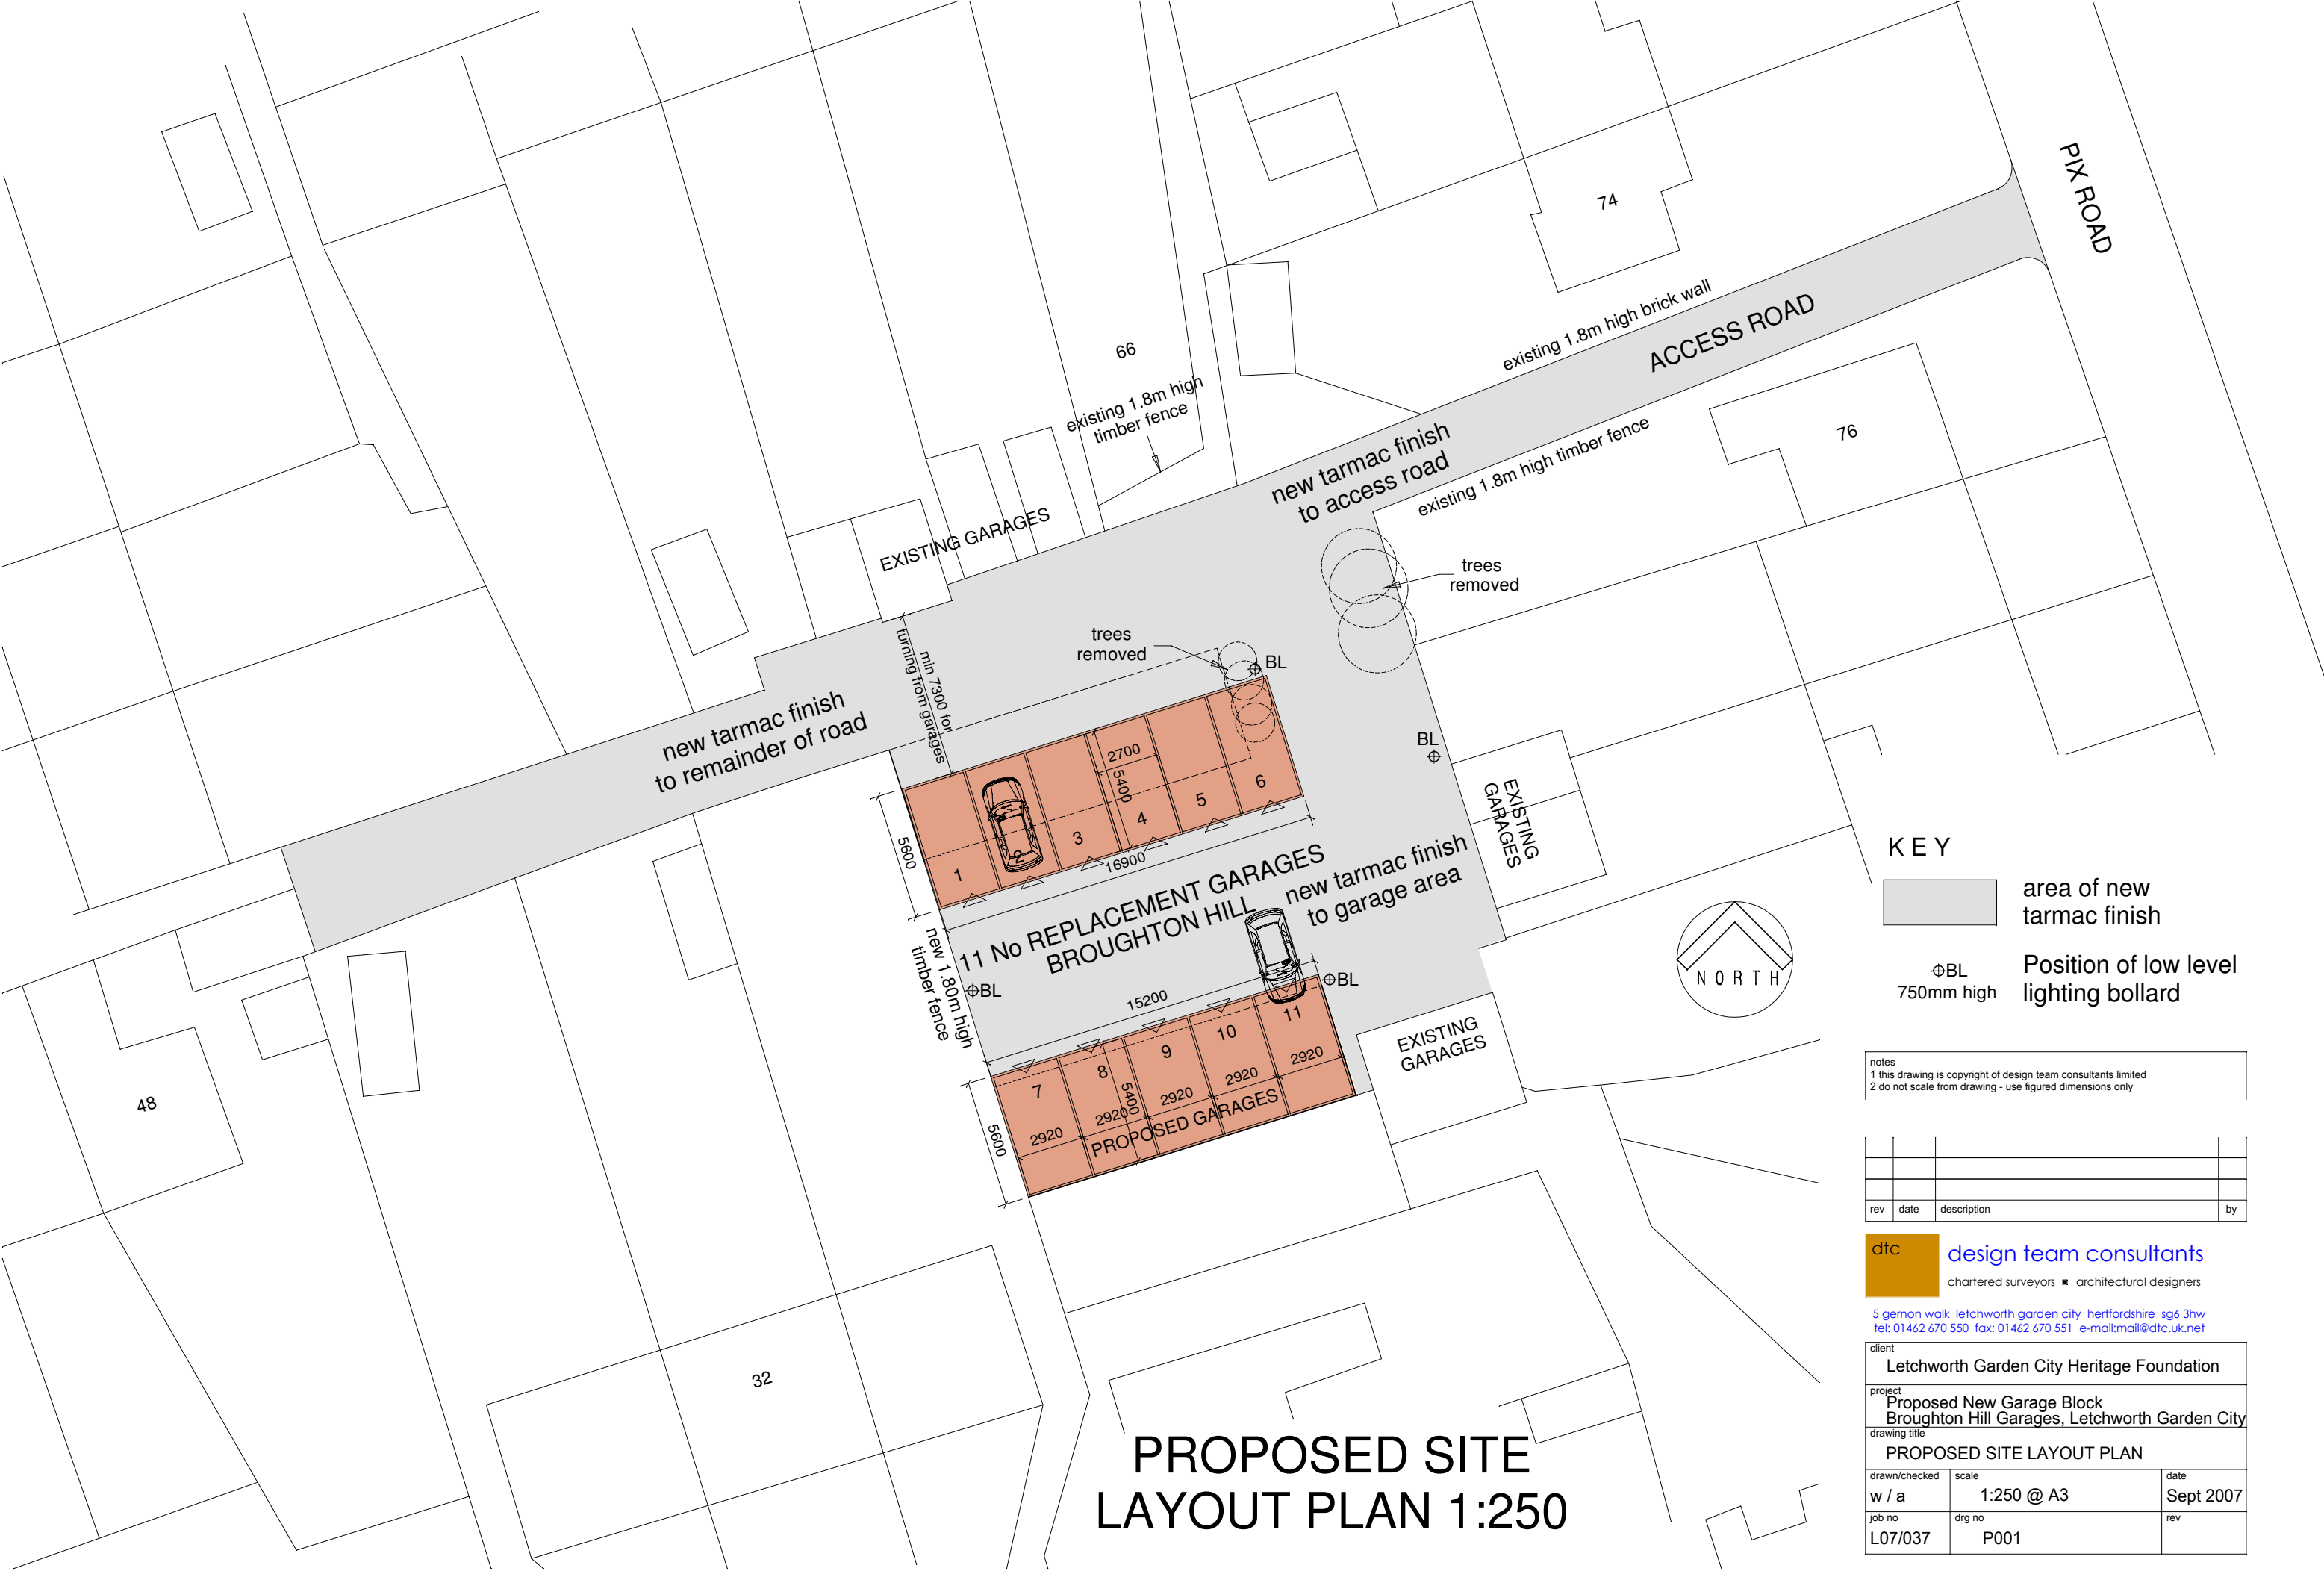 PIX ROAD
74
existing 1.8m high brick wall
ACCESS ROAD
66
existing 1.8m high
timber fence
new tarmac finish
to access road
existing 1.8m high timber fence
76
EXISTING GARAGES
trees
removed
trees
removed
BL
min 7300 for
turning from garages
new tarmac finish
to remainder of road
BL
2700
5400
1
2
3
4
5
6
5600
16900
EXISTING
GARAGES
11 No REPLACEMENT GARAGES
BROUGHTON HILL
new tarmac finish
to garage area
new 1.80m high
timber fence
BL
BL
15200
EXISTING
GARAGES
7
8
9
10
11
2920
2920
2920
2920
2920
5400
5600
PROPOSED GARAGES
48
32
NORTH
KEY
area of new
tarmac finish
BL
750mm high
Position of low level
lighting bollard
notes
1 this drawing is copyright of design team consultants limited
2 do not scale from drawing - use figured dimensions only
rev date description by
dtc
design team consultants
chartered surveyors architectural designers
5 gernon walk letchworth garden city hertfordshire sg6 3hw
tel: 01462 670 550 fax: 01462 670 551 e-mail:mail@dtc.uk.net
client
Letchworth Garden City Heritage Foundation
project
Proposed New Garage Block
Broughton Hill Garages, Letchworth Garden City
drawing title
PROPOSED SITE LAYOUT PLAN
drawn/checked scale date
w / a 1:250 @ A3 Sept 2007
job no drg no rev
L07/037 P001
PROPOSED SITE
LAYOUT PLAN 1:250